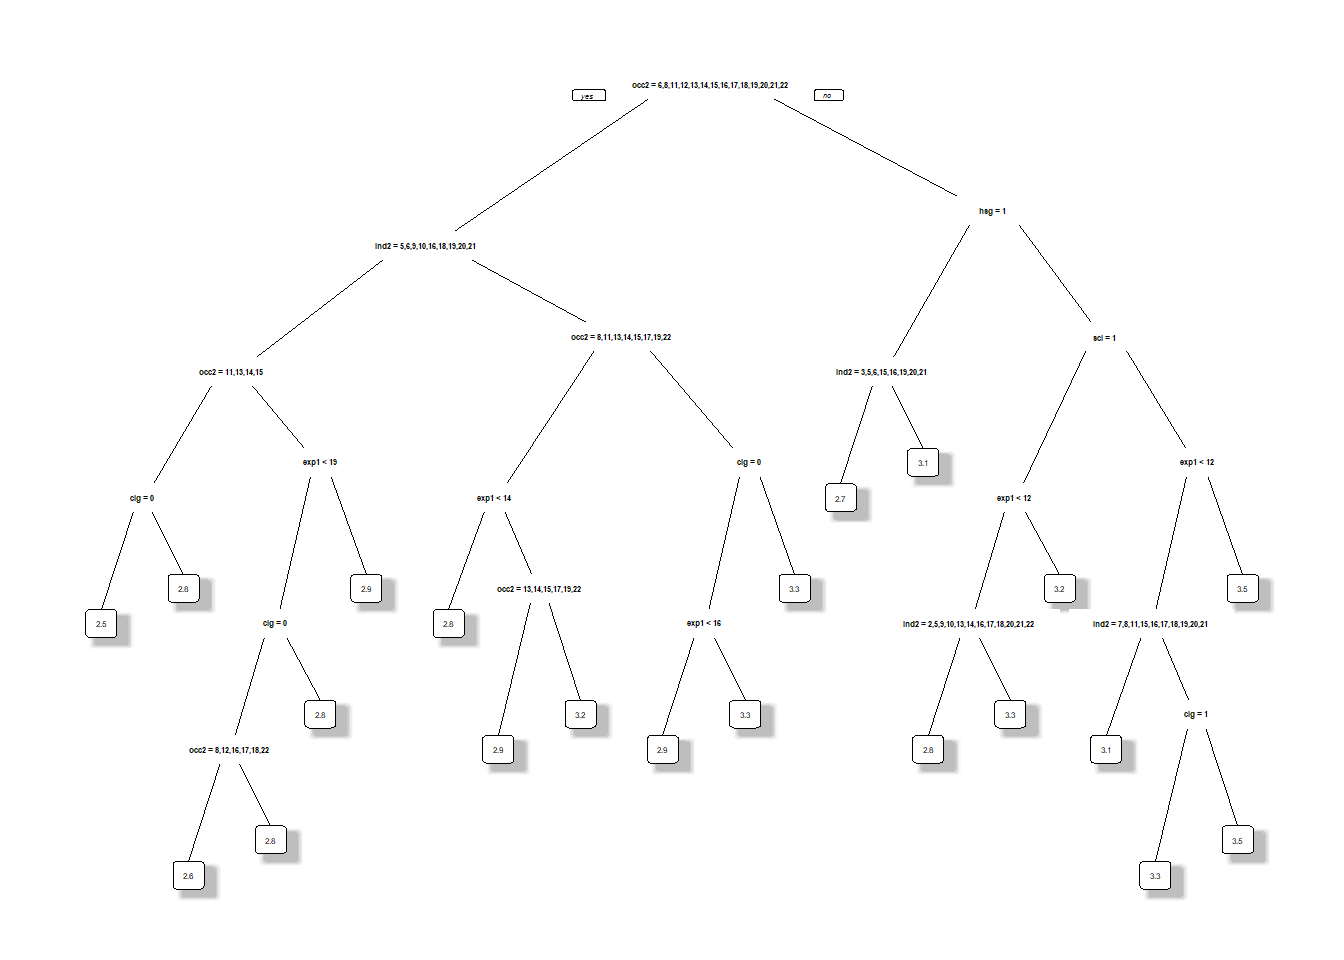 occ2 = 6,8,11,12,13,14,15,16,17,18,19,20,21,22
yes
no
hsg = 1
ind2 = 5,6,9,10,16,18,19,20,21
occ2 = 8,11,13,14,15,17,19,22
scl = 1
occ2 = 11,13,14,15
ind2 = 3,5,6,15,16,19,20,21
exp1 < 19
clg = 0
3.1
exp1 < 12
clg = 0
exp1 < 14
2.7
exp1 < 12
2.8
2.9
occ2 = 13,14,15,17,19,22
3.3
3.2
3.5
2.5
clg = 0
2.8
exp1 < 16
ind2 = 2,5,9,10,13,14,16,17,18,20,21,22
ind2 = 7,8,11,15,16,17,18,19,20,21
2.8
3.2
3.3
3.3
clg = 1
occ2 = 8,12,16,17,18,22
2.9
2.9
2.8
3.1
2.8
3.5
2.6
3.3